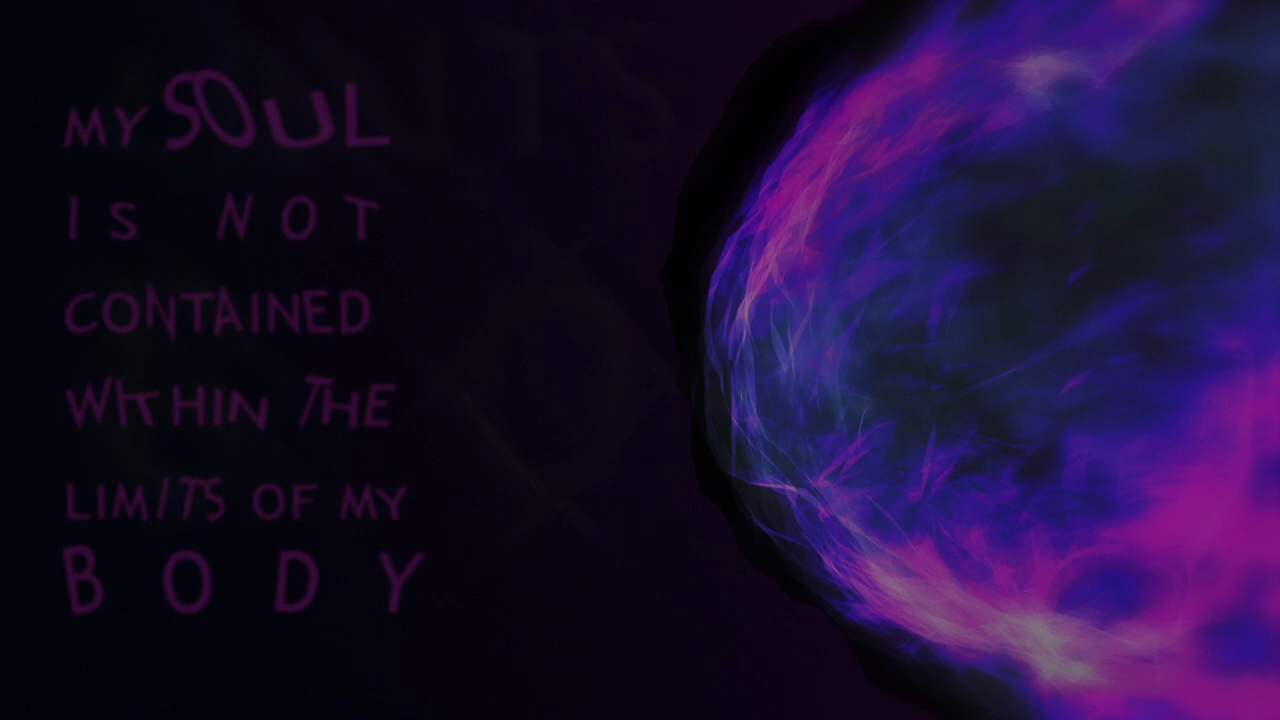 MY SOUL
IS NOT
CONTAINED
WITHIN THE
LIMITS OF MY
BODY